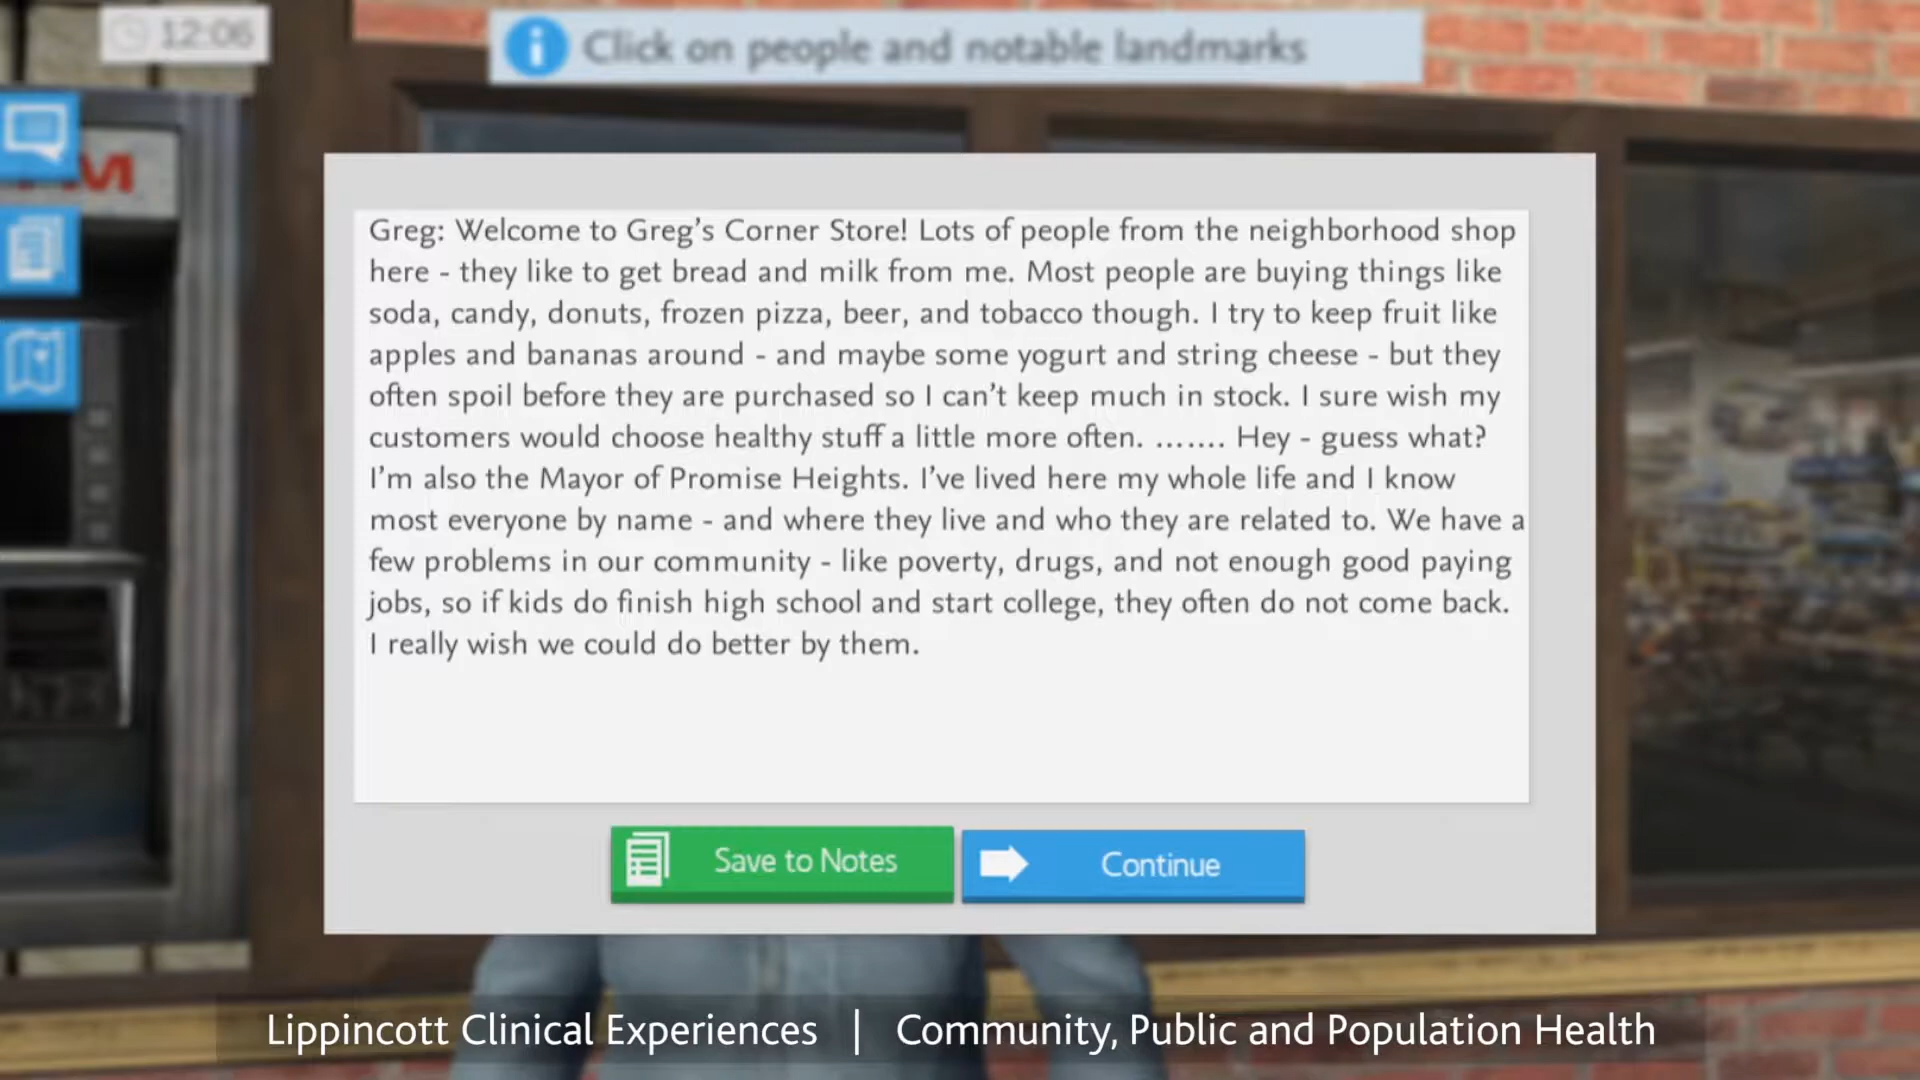 12:06
Click on people and notable landmarks
Greg: Welcome to Greg's Corner Store! Lots of people from the neighborhood shop
here - they like to get bread and milk from me. Most people are buying things like
soda, candy, donuts, frozen pizza, beer, and tobacco though. I try to keep fruit like
apples and bananas around - and maybe some yogurt and string cheese - but they
often spoil before they are purchased so I can't keep much in stock. I sure wish my
customers would choose healthy stuff a little more often. ....... Hey - guess what?
I'm also the Mayor of Promise Heights. I've lived here my whole life and I know
most everyone by name - and where they live and who they are related to. We have a
few problems in our community - like poverty, drugs, and not enough good paying
jobs, so if kids do finish high school and start college, they often do not come back.
I really wish we could do better by them.
Save to Notes
Continue
Lippincott Clinical Experiences | Community, Public and Population Health